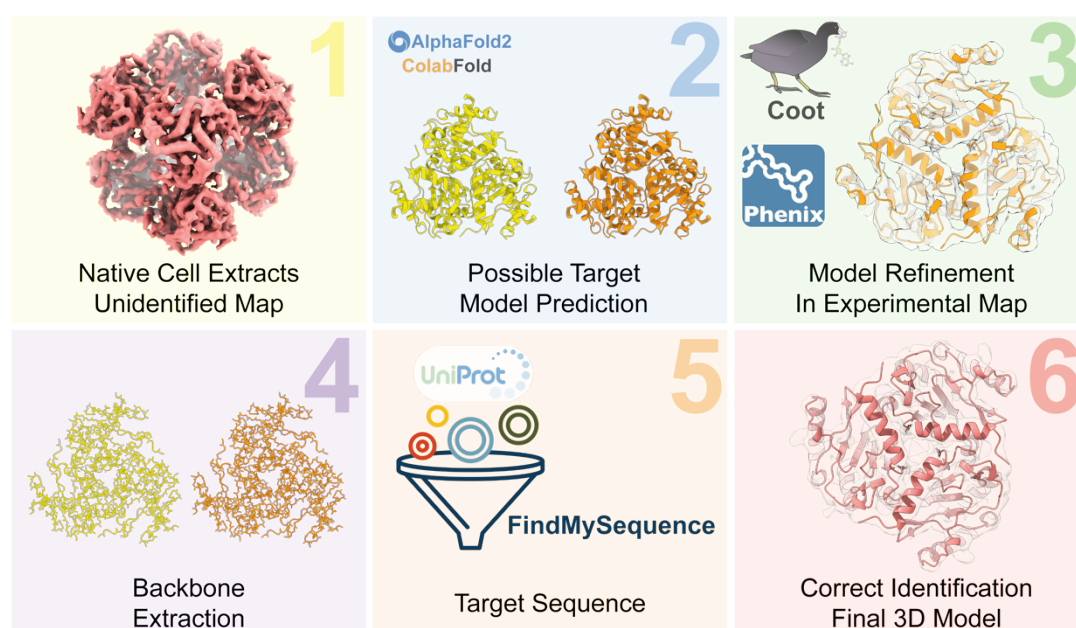 1
Native Cell Extracts
Unidentified Map
2
AlphaFold2
ColabFold
Possible Target
Model Prediction
3
Coot
Phenix
Model Refinement
In Experimental Map
4
Backbone
Extraction
5
UniProt
FindMySequence
Target Sequence
6
Correct Identification
Final 3D Model